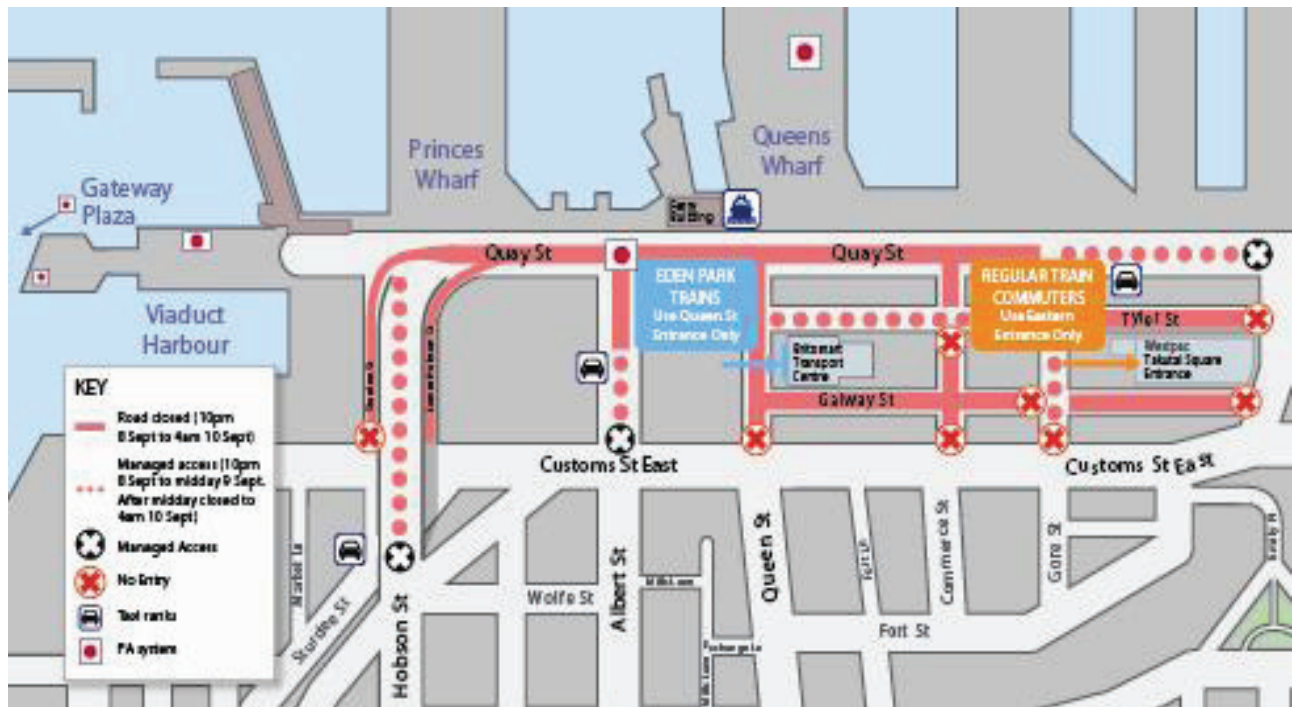 Princes
Wharf
Queens
Wharf
Gateway
Plaza
Ferry
Building
Quay St
Quay St
EDEN PARK
TRAINS
Use Queen St
Entrance Only
REGULAR TRAIN
COMMUTERS
Use Eastern
Entrance Only
Viaduct
Harbour
Tyler St
Britomart
Transport
Centre
Westpac
Takutai Square
Entrance
Galway St
KEY
Road closed (10pm
8 Sept to 4am 10 Sept)
Managed access (10pm
8 Sept to midday 9 Sept.
After midday closed to
4am 10 Sept)
Managed Access
No Entry
Taxi ranks
PA system
Customs St East
Customs St East
Market Ln
Sturdee St
Hobson St
Wolfe St
Albert St
Mills Lane
Queen St
Fort Ln
Commerce St
Gore St
Fort St